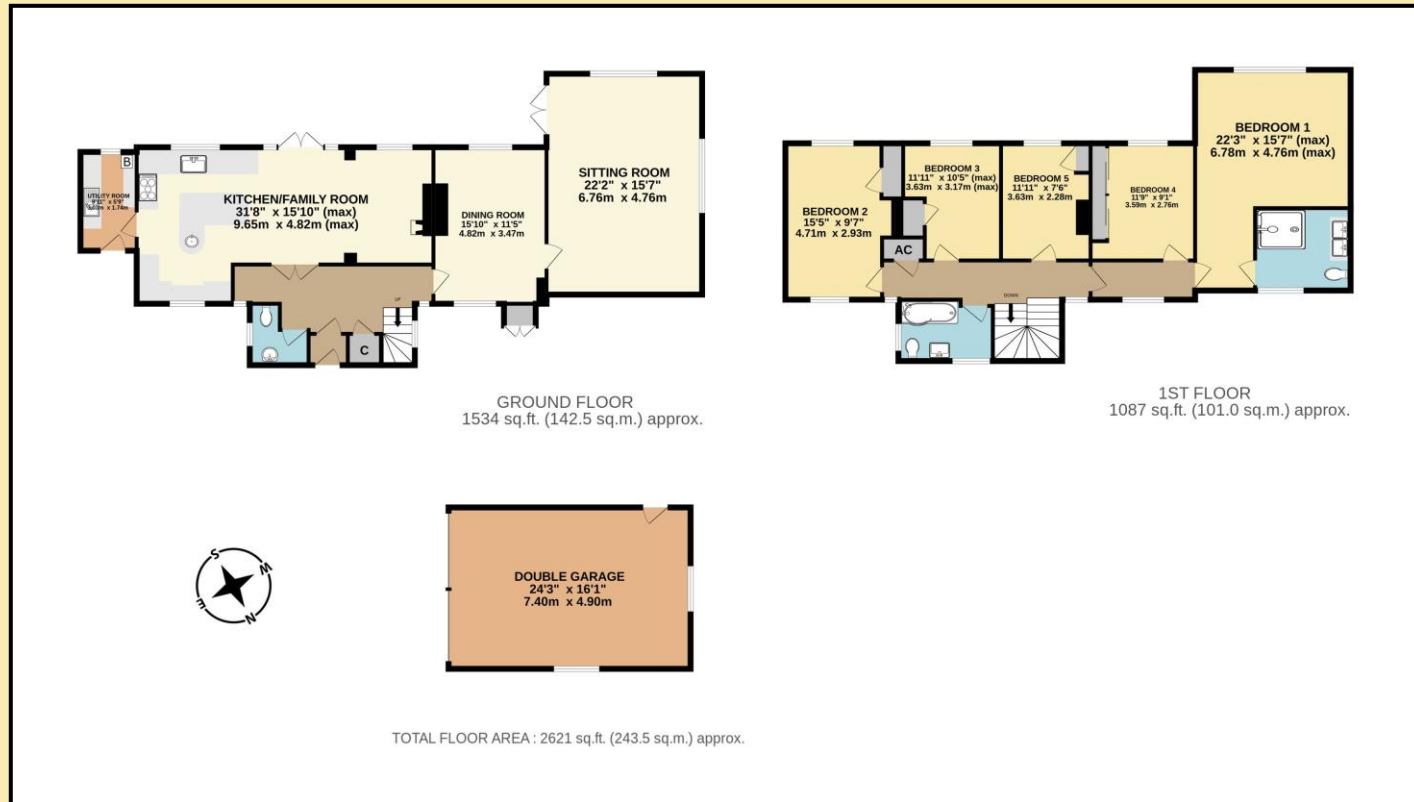 B
UTILITY ROOM
KITCHEN/FAMILY ROOM
31'8" x 15'10" (max)
9.65m x 4.82m (max)
DINING ROOM
15'10" x 11'5"
4.82m x 3.47m
SITTING ROOM
22'2" x 15'7"
6.76m x 4.76m
UP
C
GROUND FLOOR
1534 sq.ft. (142.5 sq.m.) approx.
BEDROOM 2
15'5" x 9'7"
4.71m x 2.93m
BEDROOM 3
11'11" x 10'5" (max)
3.63m x 3.17m (max)
BEDROOM 5
11'11" x 7'6"
3.63m x 2.28m
BEDROOM 4
11'9" x 9'1"
3.59m x 2.76m
BEDROOM 1
22'3" x 15'7" (max)
6.78m x 4.76m (max)
AC
DOWN
1ST FLOOR
1087 sq.ft. (101.0 sq.m.) approx.
S
W
E
N
DOUBLE GARAGE
24'3" x 16'1"
7.40m x 4.90m
TOTAL FLOOR AREA : 2621 sq.ft. (243.5 sq.m.) approx.